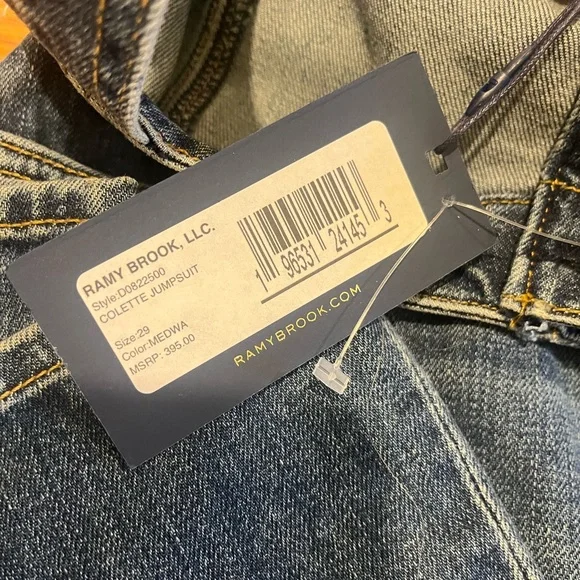 RAMY BROOK, LLC.
Style:D0822500
COLETTE JUMPSUIT
Size:29
Color:MEDWA
MSRP: 395.00
1 96531 24145 3
RAMYBROOK.COM